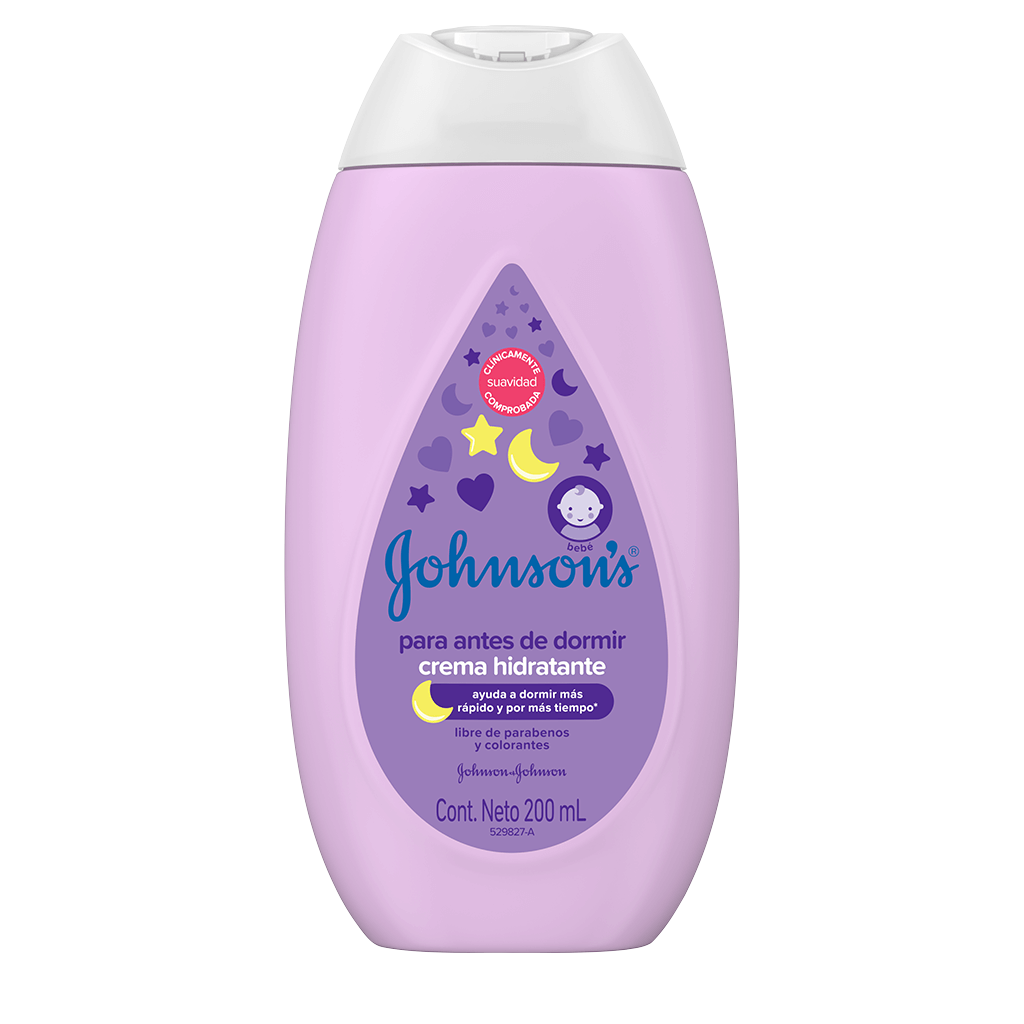 CLÍNICAMENTE
suavidad
COMPROBADA
bebé
Johnson's®
para antes de dormir
crema hidratante
ayuda a dormir más
rápido y por más tiempo*
libre de parabenos
y colorantes
Johnson & Johnson
Cont. Neto 200 mL
529827-A